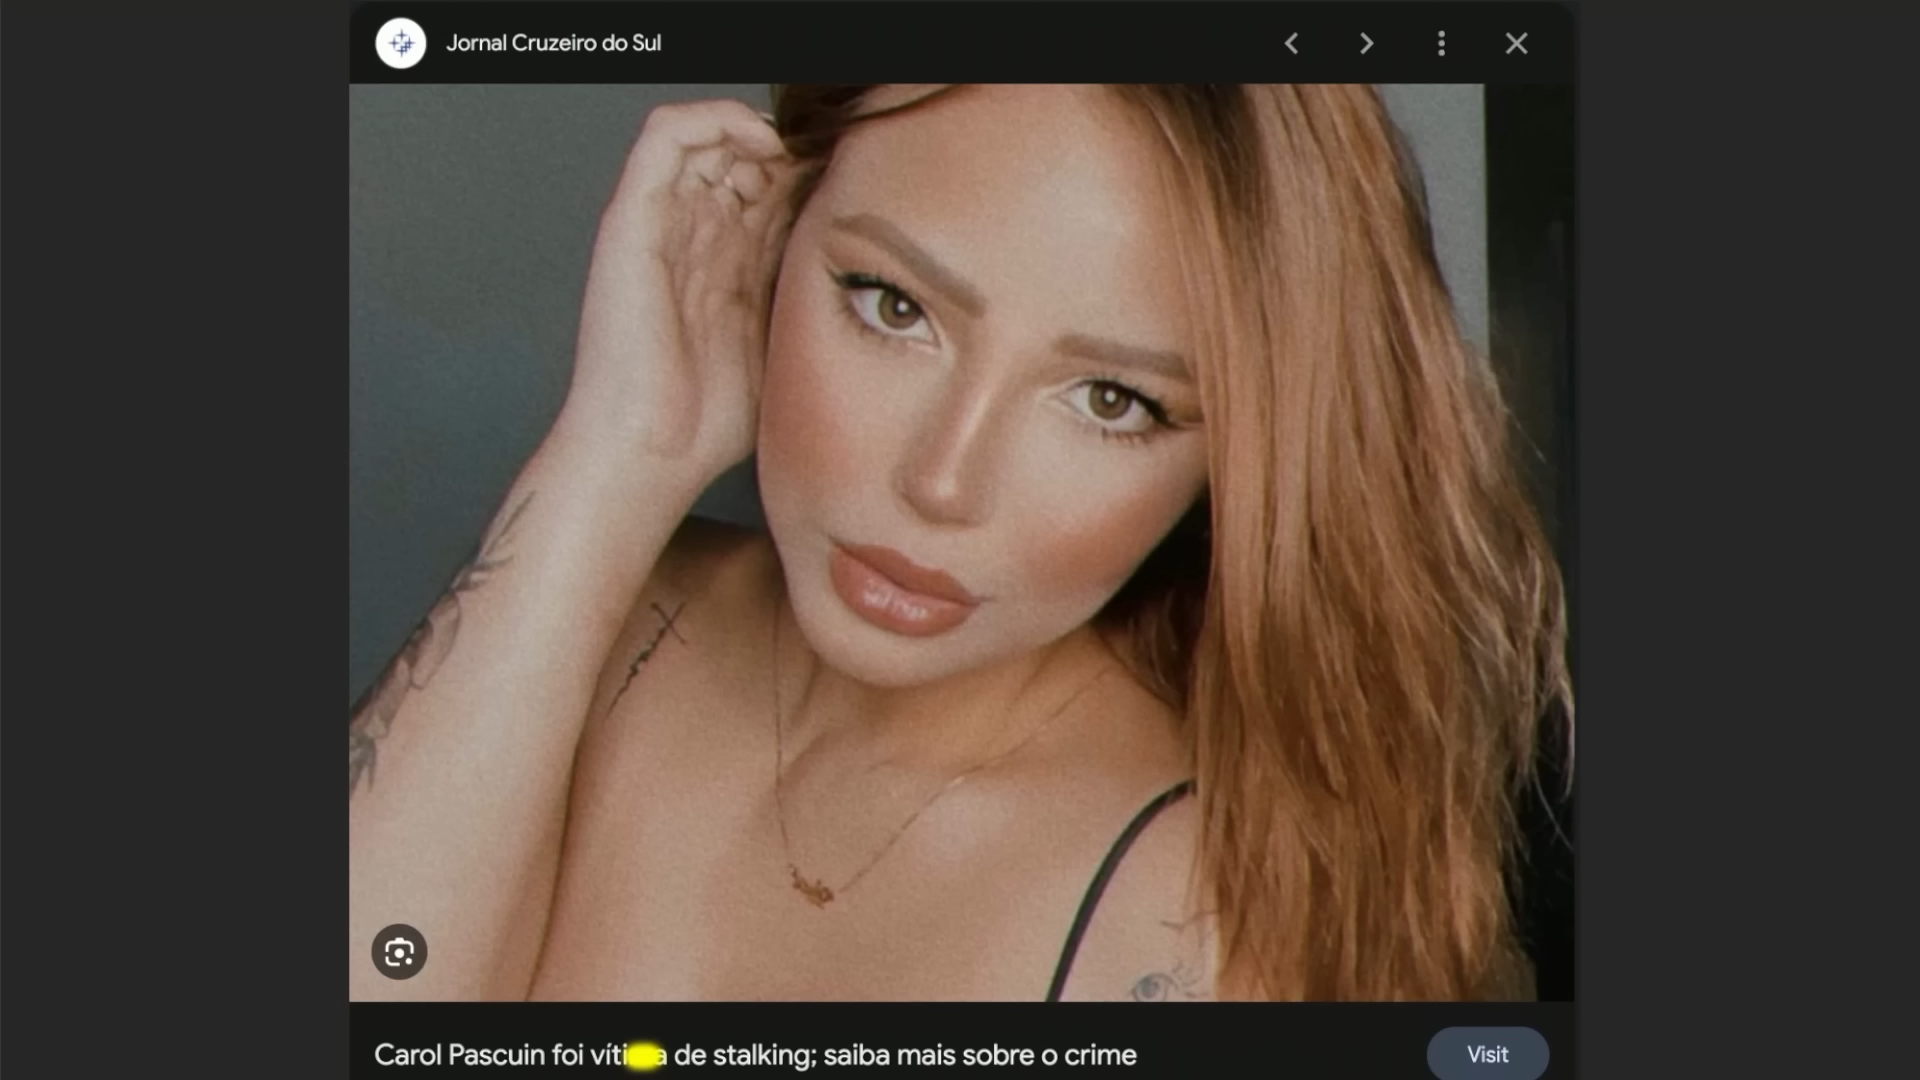 Jornal Cruzeiro do Sul
Carol Pascuin foi de stalking; saiba mais sobre o crime
Visit